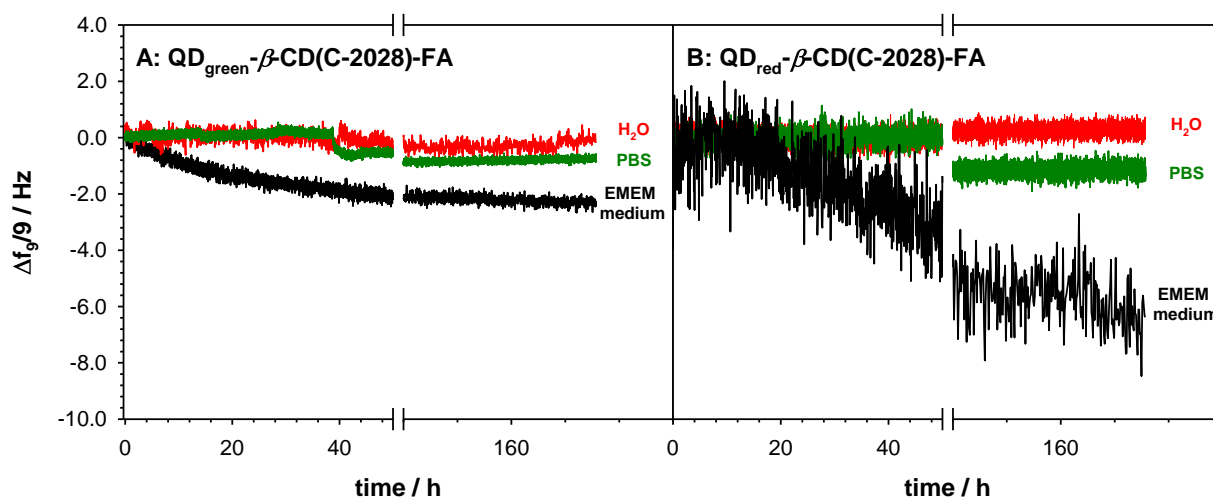 A: QDgreen-β-CD(C-2028)-FA
B: QDred-β-CD(C-2028)-FA
Δf9/9 / Hz
4.0
2.0
0.0
-2.0
-4.0
-6.0
-8.0
-10.0
H2O
PBS
EMEM
medium
H2O
PBS
EMEM
medium
0
20
40
160
0
20
40
160
time / h
time / h